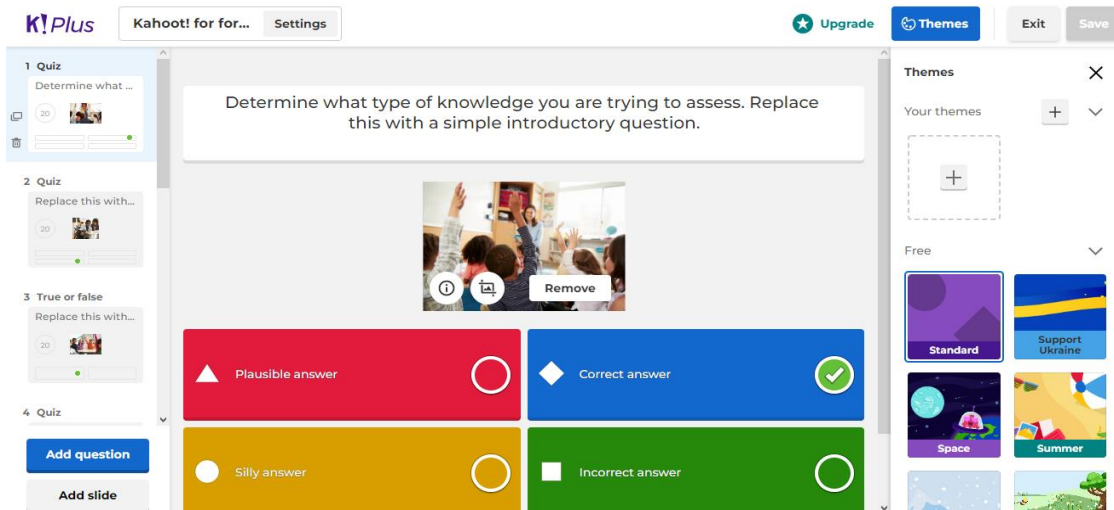 K! Plus
Kahoot! for for...
Settings
Upgrade
Themes
Exit
Save
1 Quiz
Determine what ...
20
2 Quiz
Replace this with...
20
3 True or false
Replace this with...
20
4 Quiz
Add question
Add slide
Determine what type of knowledge you are trying to assess. Replace
this with a simple introductory question.
Remove
Plausible answer
Correct answer
Silly answer
Incorrect answer
Themes
Your themes
Free
Standard
Support
Ukraine
Space
Summer